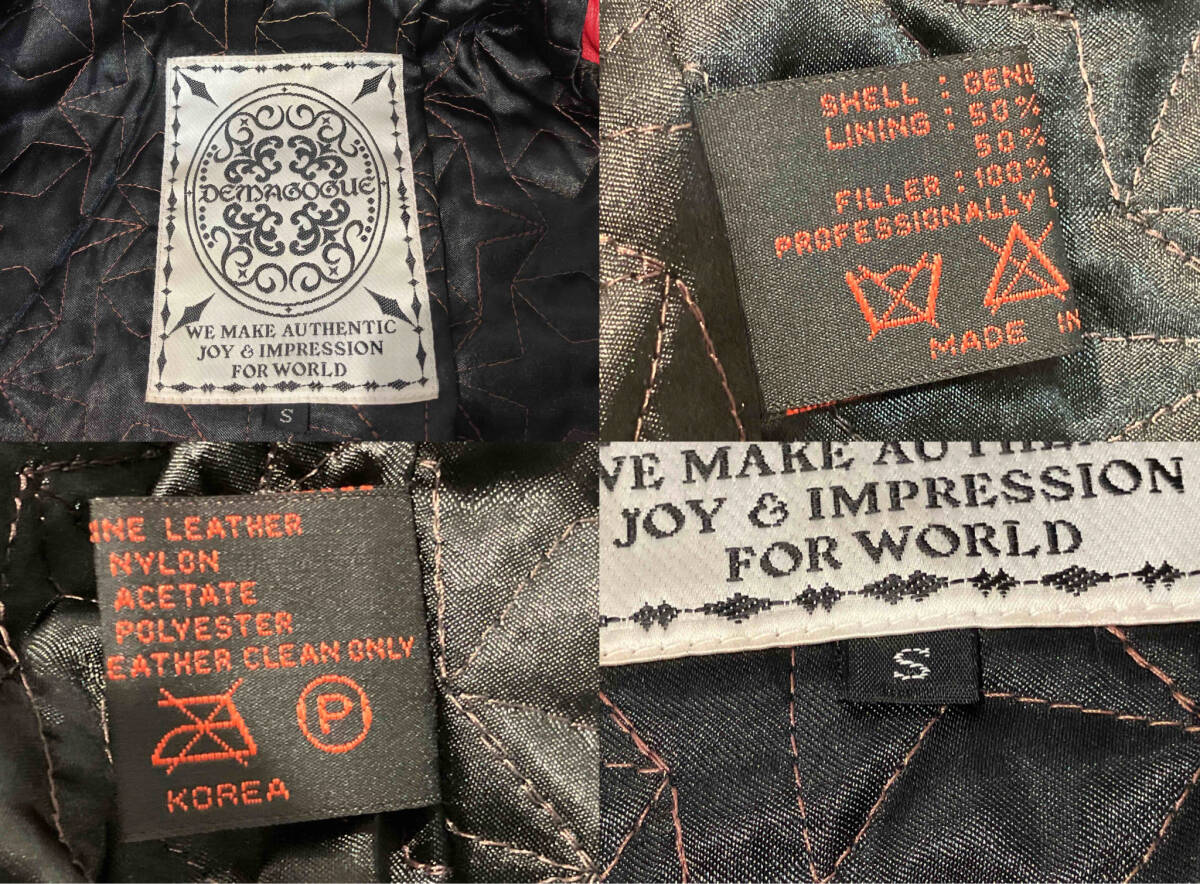 DEMAGOGUE
WE MAKE AUTHENTIC
JOY & IMPRESSION
FOR WORLD
S
SHELL : GENU
LINING : 50%
50%
FILLER : 100%
PROFESSIONALLY L
MADE IN
INE LEATHER
NYLON
ACETATE
POLYESTER
EATHER CLEAN ONLY
P
KOREA
WE MAKE AUTHE
JOY & IMPRESSION
FOR WORLD
S